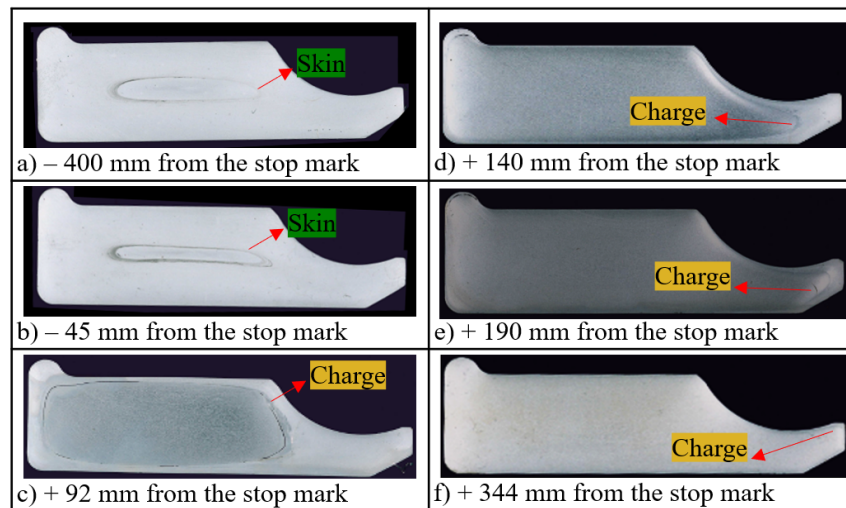 Skin
a) – 400 mm from the stop mark
Skin
b) – 45 mm from the stop mark
Charge
c) + 92 mm from the stop mark
Charge
d) + 140 mm from the stop mark
Charge
e) + 190 mm from the stop mark
Charge
f) + 344 mm from the stop mark